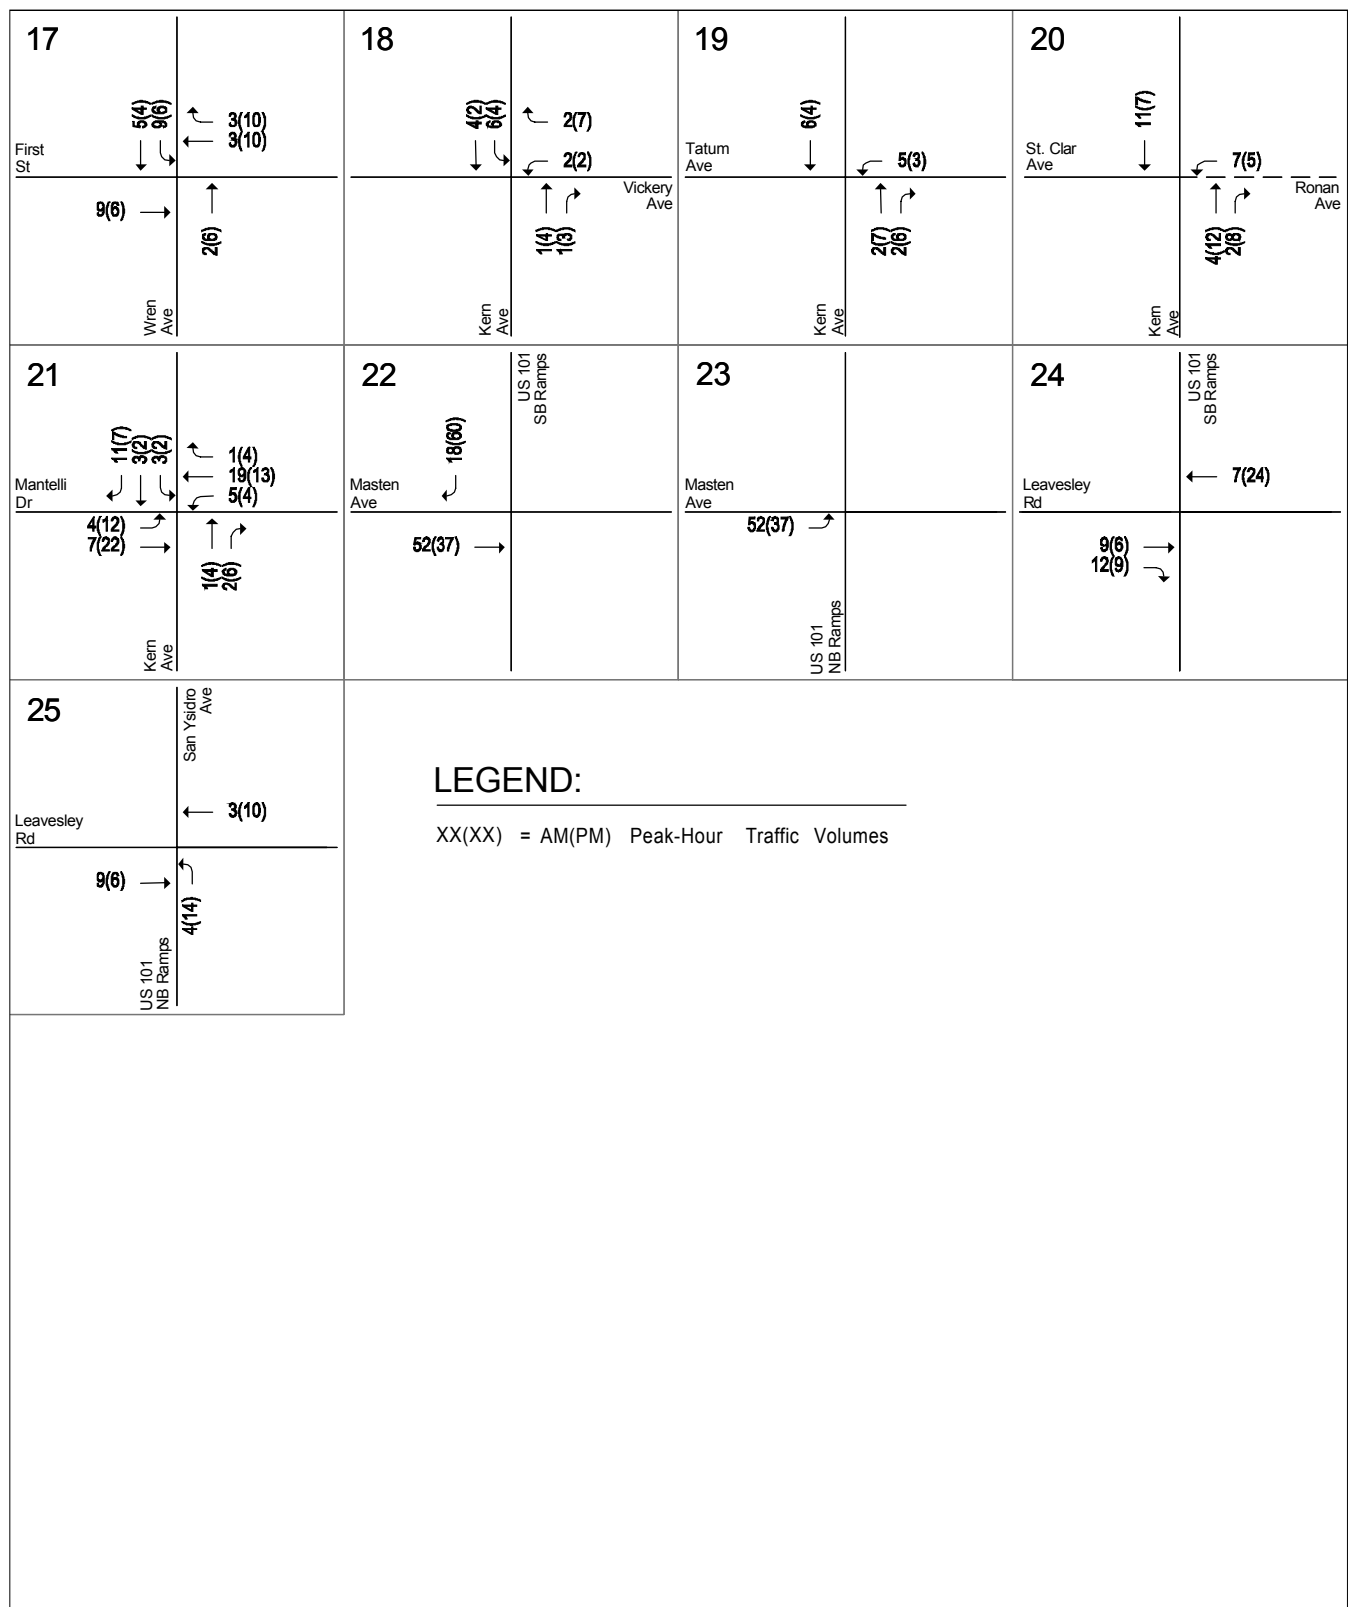 17
5(4)
9(6)
3(10)
3(10)
First
St
9(6)
2(6)
Wren
Ave
18
4(2)
6(4)
2(7)
2(2)
Vickery
Ave
1(4)
1(3)
Kern
Ave
19
6(4)
Tatum
Ave
5(3)
2(7)
2(6)
Kern
Ave
20
11(7)
St. Clar
Ave
7(5)
Ronan
Ave
4(12)
2(8)
Kern
Ave
21
11(7)
3(2)
3(2)
1(4)
19(13)
5(4)
Mantelli
Dr
4(12)
7(22)
1(4)
2(6)
Kern
Ave
22
US 101
SB Ramps
18(60)
Masten
Ave
52(37)
23
Masten
Ave
52(37)
US 101
NB Ramps
24
US 101
SB Ramps
7(24)
Leavesley
Rd
9(6)
12(9)
25
San Ysidro
Ave
3(10)
Leavesley
Rd
9(6)
4(14)
US 101
NB Ramps
LEGEND:
XX(XX) = AM(PM) Peak-Hour Traffic Volumes